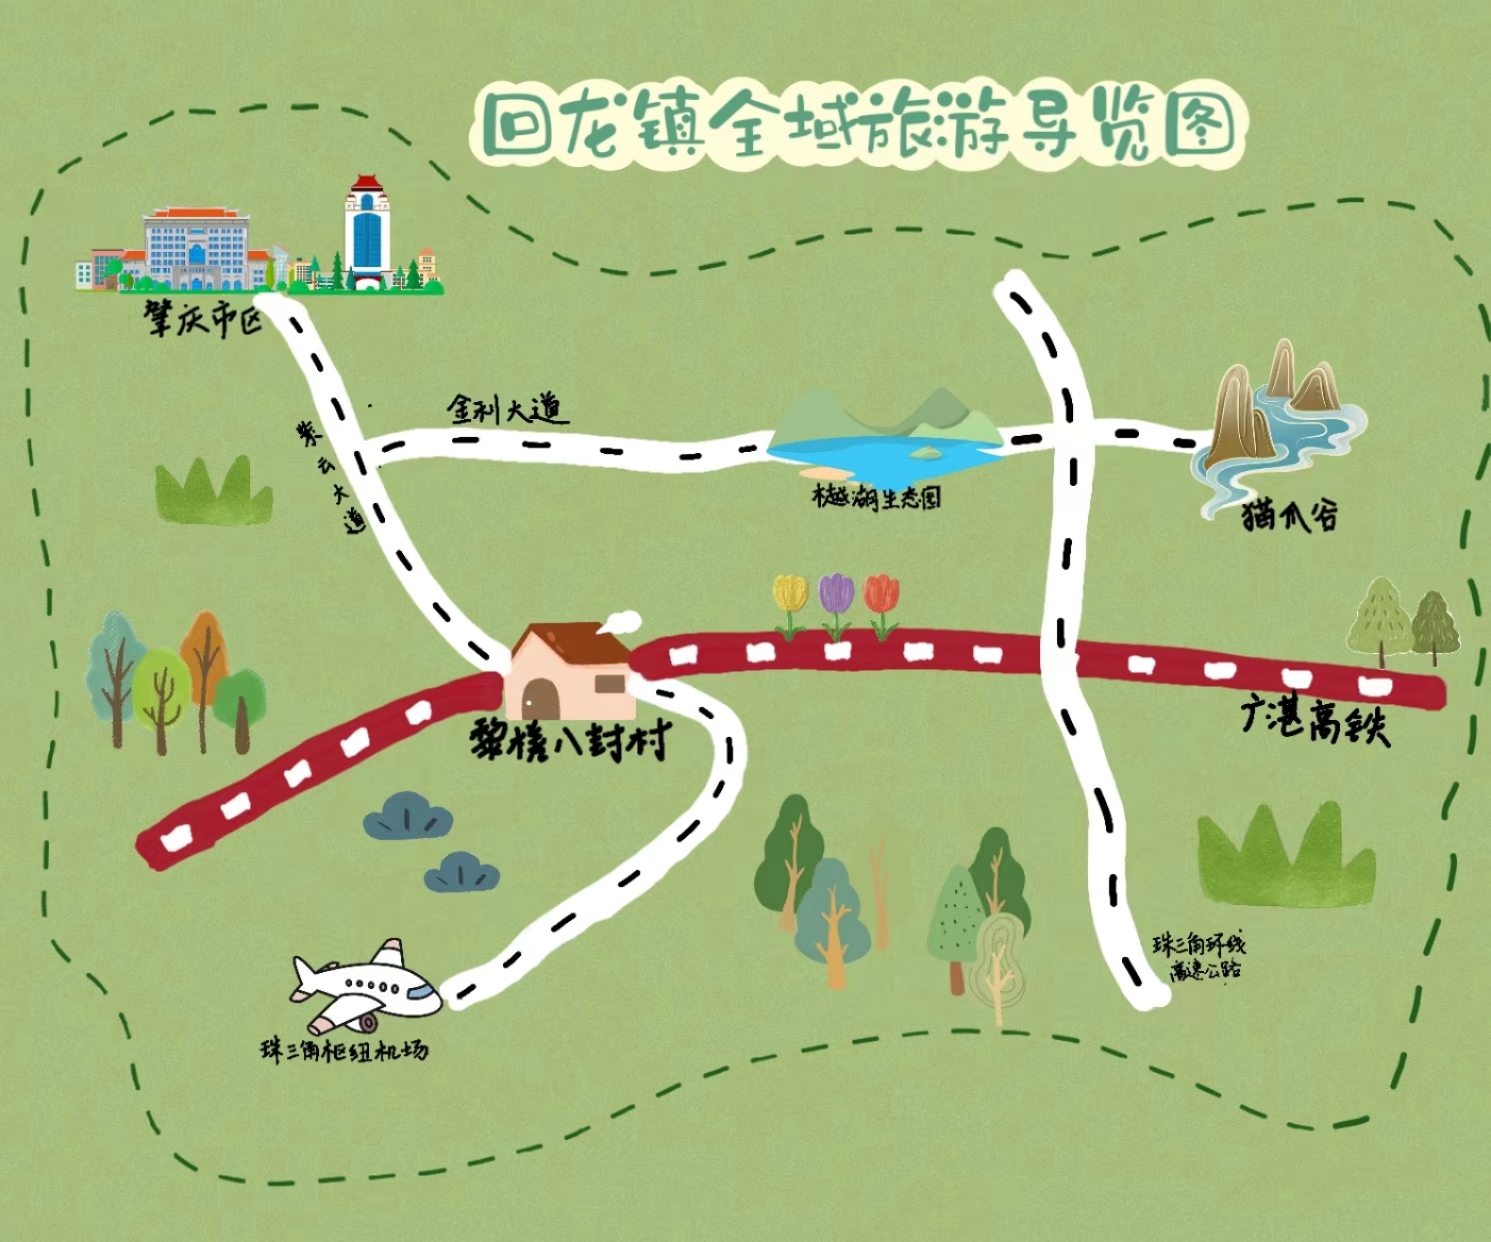 回龙镇全域旅游导览图
肇庆市区
金利大道
紫云大道
樾湖生态园
猫爪谷
黎槎八封村
广湛高铁
珠三角环线
高速公路
珠三角枢纽机场